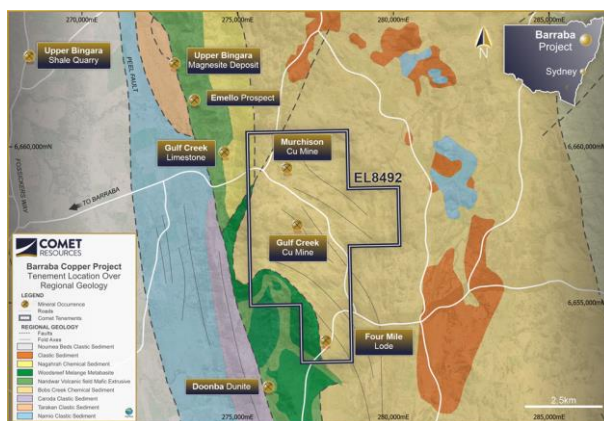 270,000mE
275,000mE
280,000mE
285,000mE
Upper Bingara
Shale Quarry
Upper Bingara
Magnesite Deposit
Barraba
Project
Sydney
N
PEEL FAULT
Emello Prospect
6,660,000mN
6,660,000mN
Gulf Creek
Limestone
Murchison
Cu Mine
EL8492
FOSSICKERS WAY
TO BARRABA
Gulf Creek
Cu Mine
COMET
RESOURCES
Barraba Copper Project
Tenement Location Over
Regional Geology
LEGEND
Mineral Occurrence
Roads
Comet Tenements
REGIONAL GEOLOGY
Faults
Fold Axes
Noumea Beds Clastic Sediment
Clastic Sediment
Nagahrah Chemical Sediment
Woodsreef Melange Metabasite
Nandewar Volcanic field Mafic Extrusive
Bobs Creek Chemical Sediment
Caroda Clastic Sediment
Tarakan Clastic Sediment
Namio Clastic Sediment
6,655,000mN
Four Mile
Lode
Doonba Dunite
2.5km
275,000mE
280,000mE
285,000mE